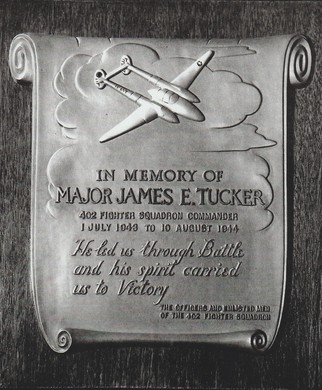 IN MEMORY OF
MAJOR JAMES E. TUCKER
402 FIGHTER SQUADRON COMMANDER
1 JULY 1943 TO 10 AUGUST 1944
He led us through Battle
and his spirit carried
us to Victory
THE OFFICERS AND ENLISTED MEN
OF THE 402 FIGHTER SQUADRON